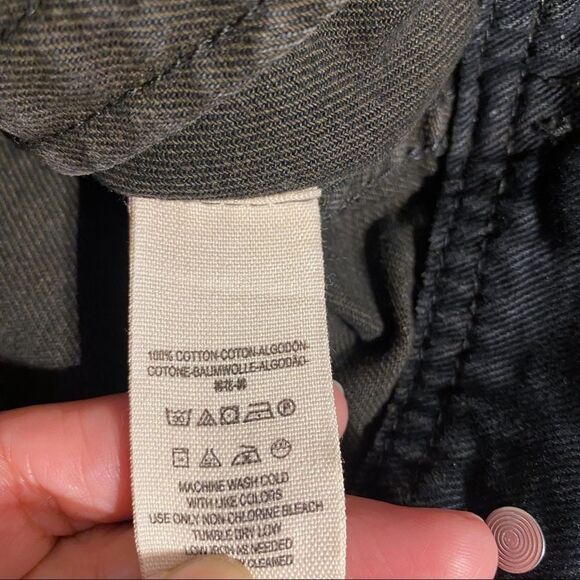 100% COTTON-COTON-ALGODÓN-
COTONE-BAUMWOLLE-ALGODÃO-
MACHINE WASH COLD
WITH LIKE COLORS
USE ONLY NON-CHLORINE BLEACH
TUMBLE DRY LOW
LOW IRON AS NEEDED
CLEANED